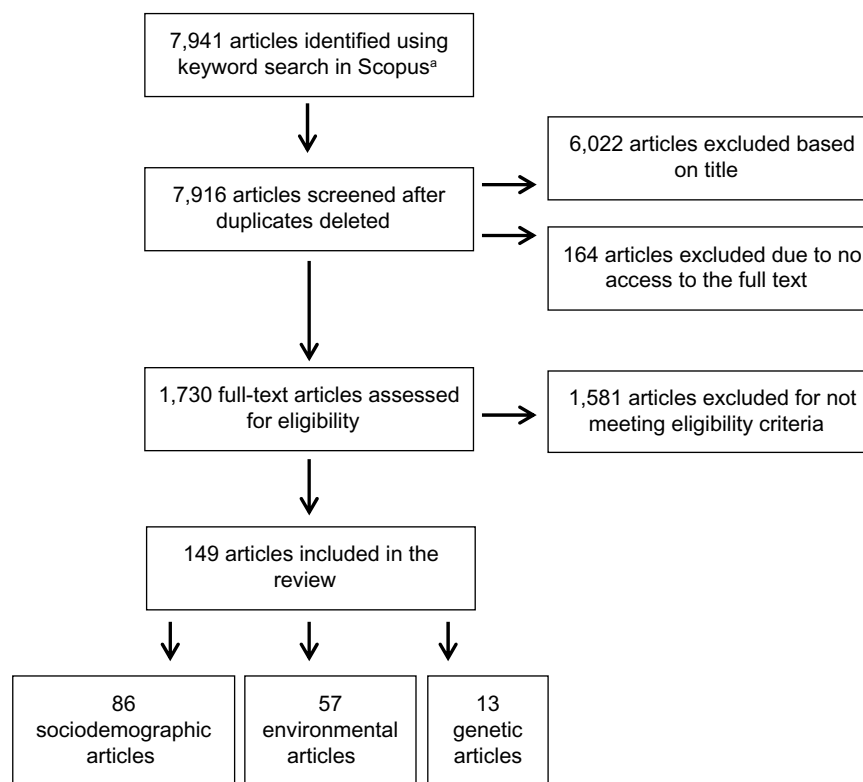 7,941 articles identified using
keyword search in Scopusᵃ
6,022 articles excluded based
on title
7,916 articles screened after
duplicates deleted
164 articles excluded due to no
access to the full text
1,730 full-text articles assessed
for eligibility
1,581 articles excluded for not
meeting eligibility criteria
149 articles included in the
review
86
sociodemographic
articles
57
environmental
articles
13
genetic
articles